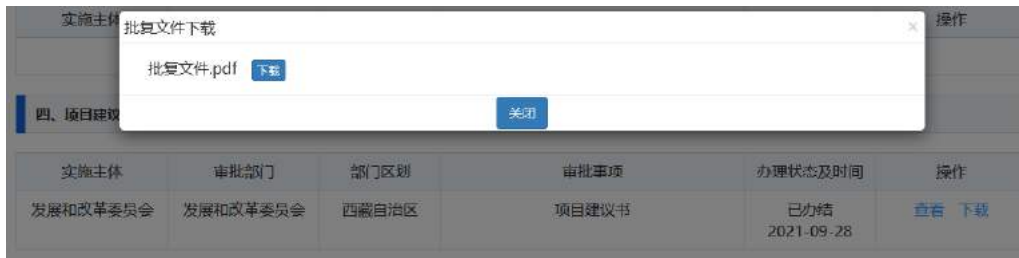 实施主体
操作
批复文件下载
×
批复文件.pdf 下载
关闭
四、项目建议
实施主体 审批部门 部门区划 审批事项 办理状态及时间 操作
发展和改革委员会 发展和改革委员会 西藏自治区 项目建议书 已办结 查看 下载
2021-09-28